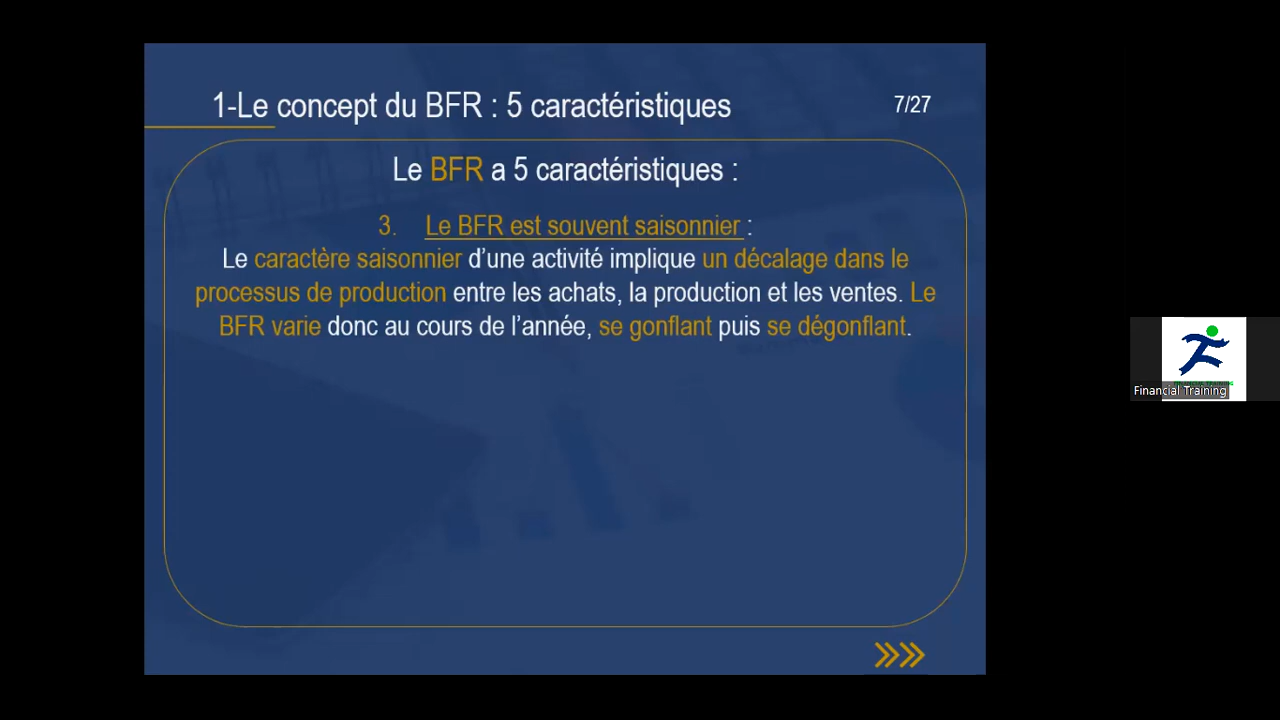 1-Le concept du BFR : 5 caractéristiques
7/27
Le BFR a 5 caractéristiques :
3. Le BFR est souvent saisonnier :
Le caractère saisonnier d’une activité implique un décalage dans le
processus de production entre les achats, la production et les ventes. Le
BFR varie donc au cours de l’année, se gonflant puis se dégonflant.
Financial Training